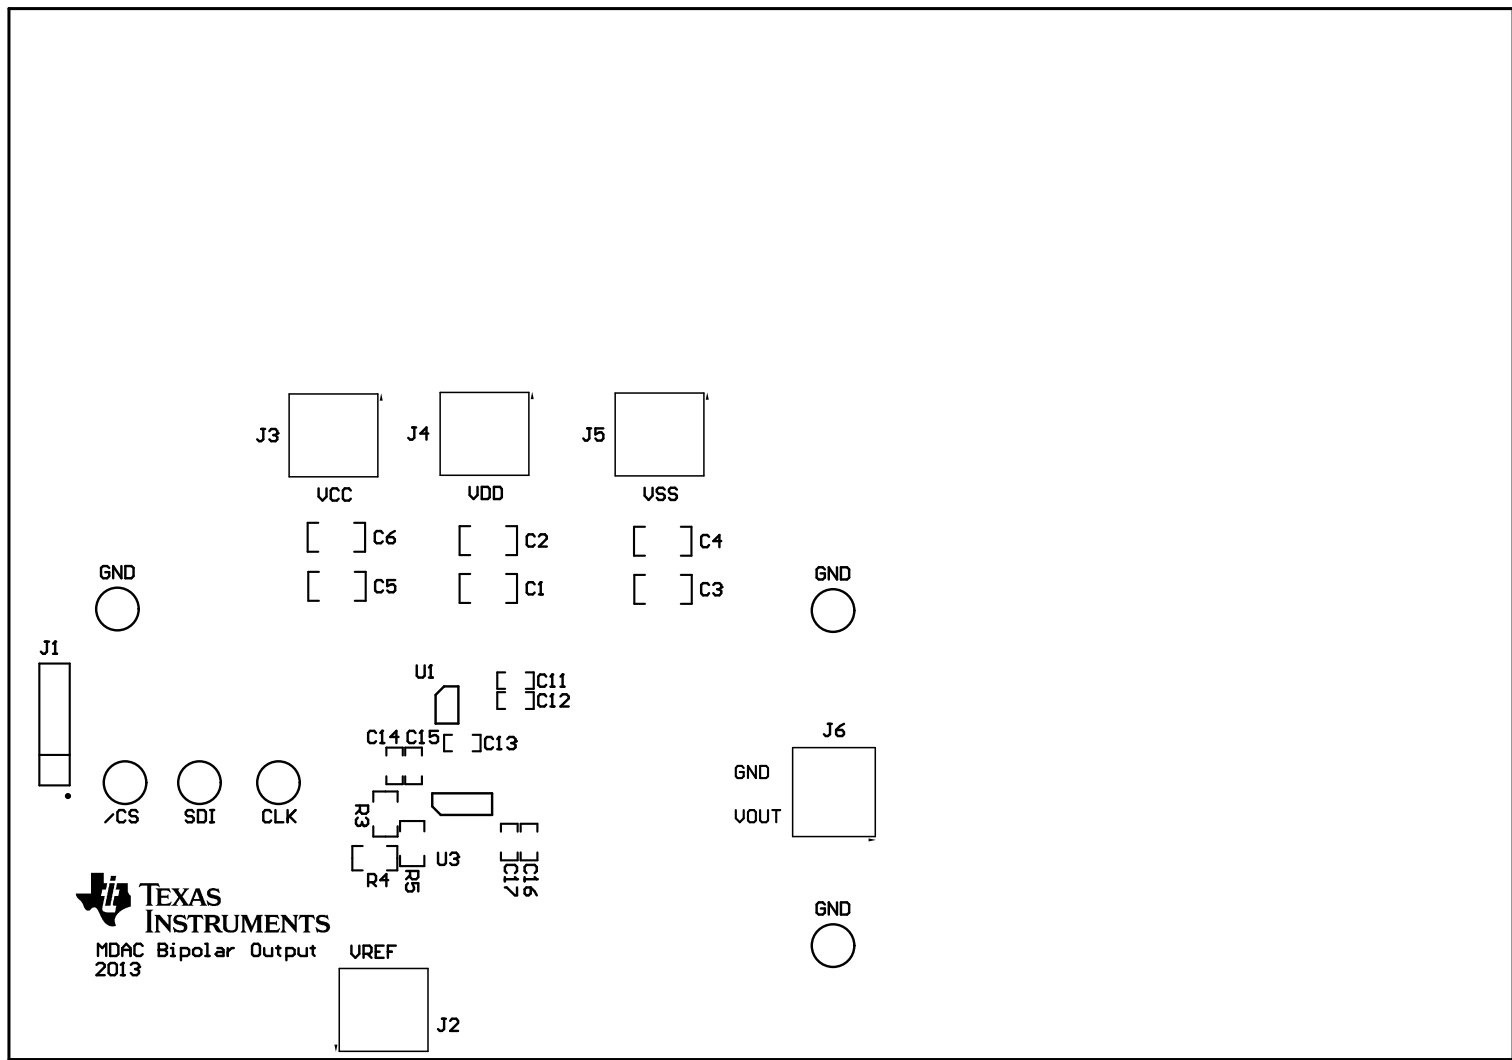 J3
J4
J5
VCC
VDD
VSS
C6
C2
C4
C5
C1
C3
GND
GND
J1
U1
C11
C12
C14
C15
C13
J6
GND
VOUT
/CS
SDI
CLK
R3
U3
R4
R5
C17
C16
TEXAS
INSTRUMENTS
MDAC Bipolar Output
2013
GND
VREF
J2